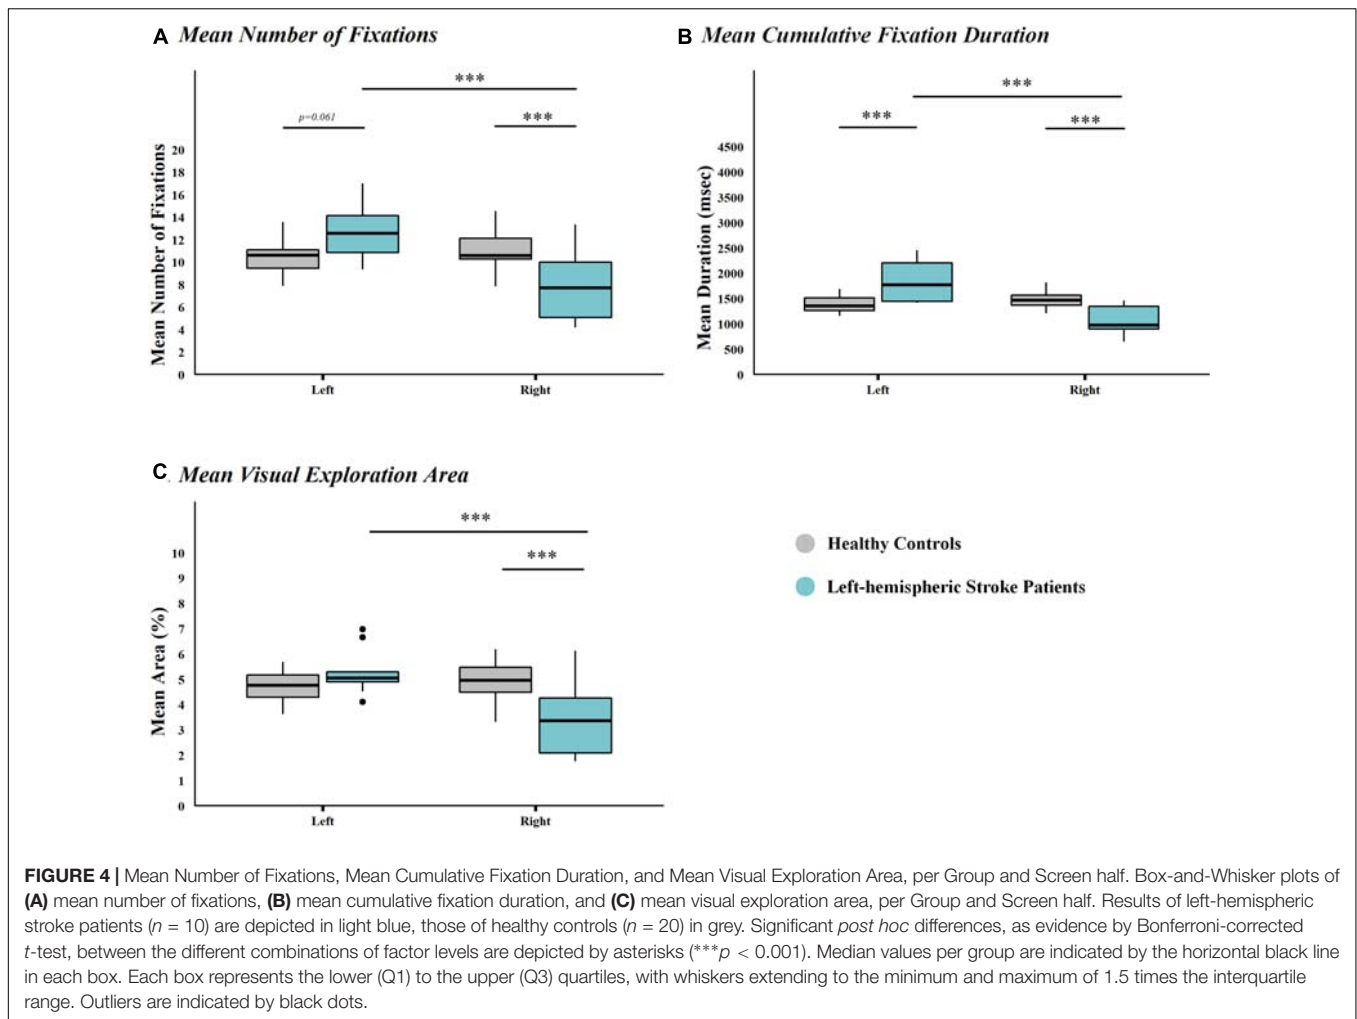 A Mean Number of Fixations
***
p=0.061
***
Mean Number of Fixations
20
18
16
14
12
10
8
6
4
2
0
Left
Right
B Mean Cumulative Fixation Duration
***
***
***
Mean Duration (msec)
4500
4000
3500
3000
2500
2000
1500
1000
500
0
Left
Right
C. Mean Visual Exploration Area
***
***
Mean Area (%)
10
9
8
7
6
5
4
3
2
1
0
Left
Right
Healthy Controls
Left-hemispheric Stroke Patients
FIGURE 4 | Mean Number of Fixations, Mean Cumulative Fixation Duration, and Mean Visual Exploration Area, per Group and Screen half. Box-and-Whisker plots of
(A) mean number of fixations, (B) mean cumulative fixation duration, and (C) mean visual exploration area, per Group and Screen half. Results of left-hemispheric
stroke patients (n = 10) are depicted in light blue, those of healthy controls (n = 20) in grey. Significant post hoc differences, as evidence by Bonferroni-corrected
t-test, between the different combinations of factor levels are depicted by asterisks (***p < 0.001). Median values per group are indicated by the horizontal black line
in each box. Each box represents the lower (Q1) to the upper (Q3) quartiles, with whiskers extending to the minimum and maximum of 1.5 times the interquartile
range. Outliers are indicated by black dots.